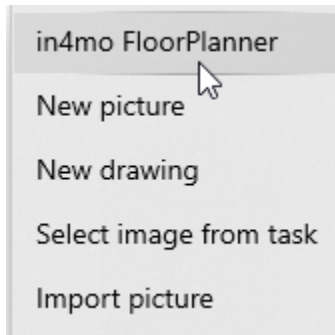 in4mo FloorPlanner
New picture
New drawing
Select image from task
Import picture